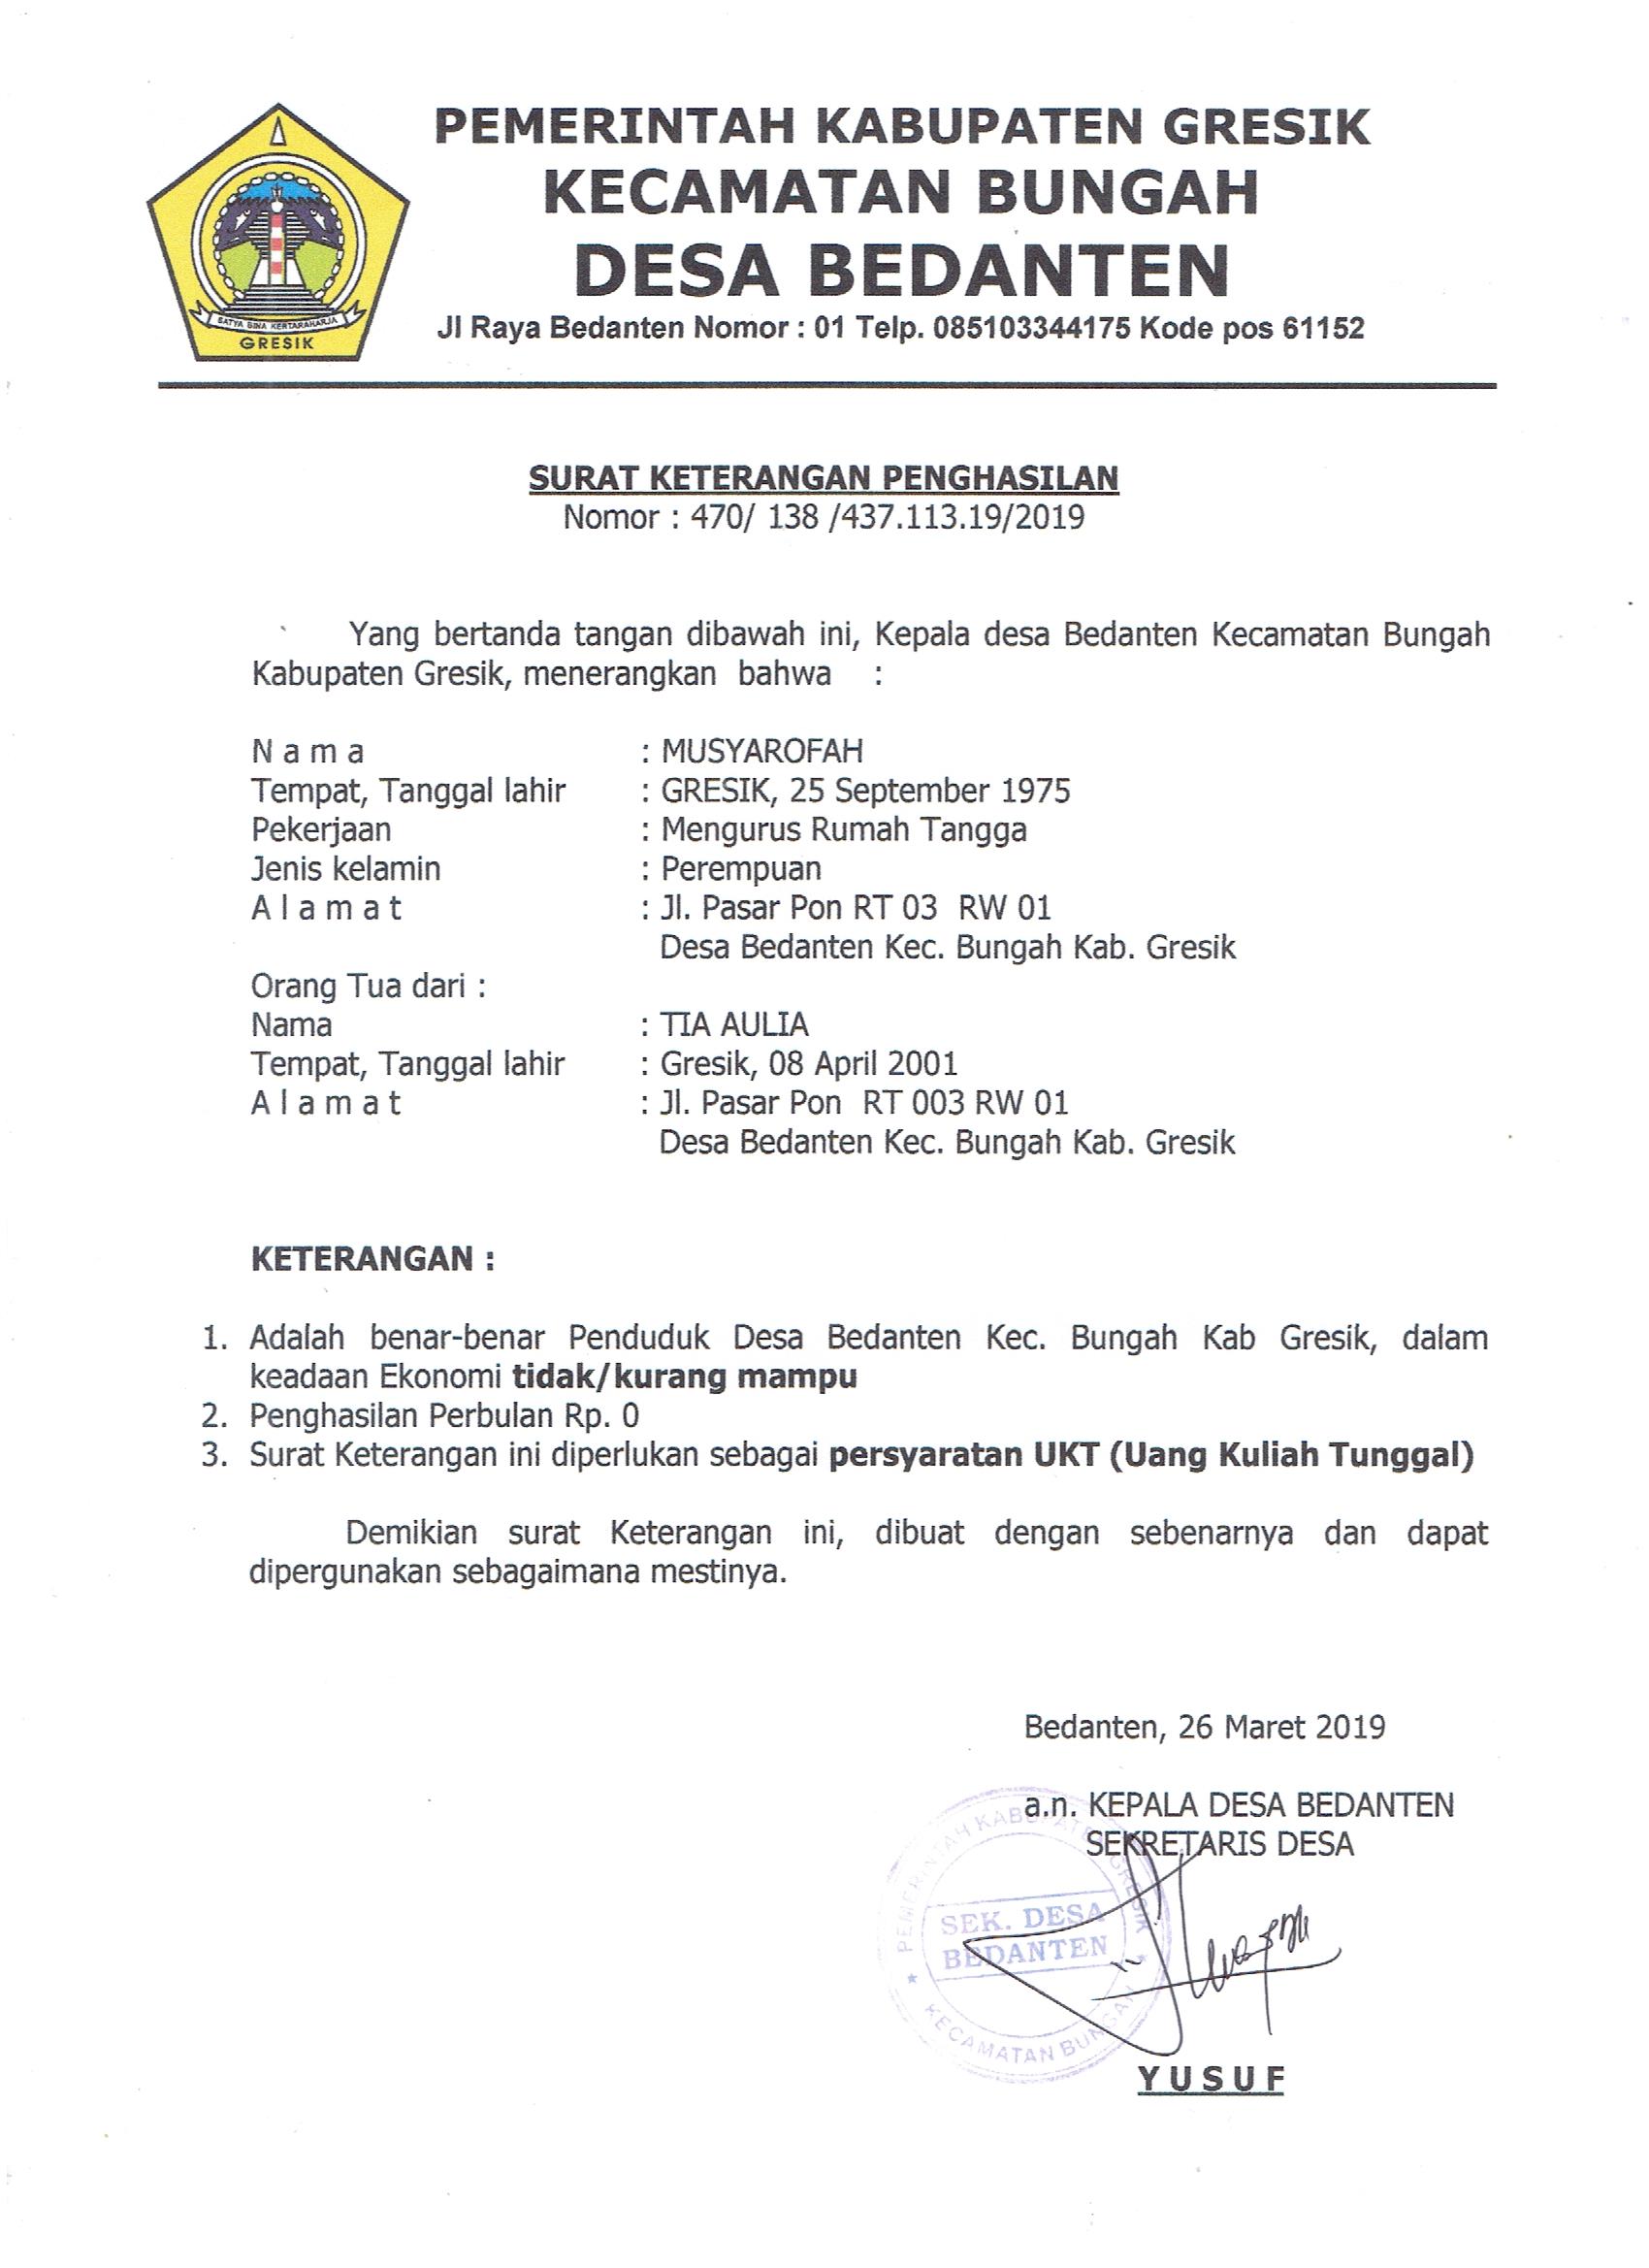 PEMERINTAH KABUPATEN GRESIK
KECAMATAN BUNGAH
DESA BEDANTEN
Jl Raya Bedanten Nomor : 01 Telp. 085103344175 Kode pos 61152
SATYA BINA KERTARAHARJA
GRESIK
SURAT KETERANGAN PENGHASILAN
Nomor : 470/ 138 /437.113.19/2019
Yang bertanda tangan dibawah ini, Kepala desa Bedanten Kecamatan Bungah
Kabupaten Gresik, menerangkan bahwa :
N a m a : MUSYAROFAH
Tempat, Tanggal lahir : GRESIK, 25 September 1975
Pekerjaan : Mengurus Rumah Tangga
Jenis kelamin : Perempuan
A l a m a t : Jl. Pasar Pon RT 03 RW 01
Desa Bedanten Kec. Bungah Kab. Gresik
Orang Tua dari :
Nama : TIA AULIA
Tempat, Tanggal lahir : Gresik, 08 April 2001
A l a m a t : Jl. Pasar Pon RT 003 RW 01
Desa Bedanten Kec. Bungah Kab. Gresik
KETERANGAN :
1. Adalah benar-benar Penduduk Desa Bedanten Kec. Bungah Kab Gresik, dalam
keadaan Ekonomi tidak/kurang mampu
2. Penghasilan Perbulan Rp. 0
3. Surat Keterangan ini diperlukan sebagai persyaratan UKT (Uang Kuliah Tunggal)
Demikian surat Keterangan ini, dibuat dengan sebenarnya dan dapat
dipergunakan sebagaimana mestinya.
Bedanten, 26 Maret 2019
a.n. KEPALA DESA BEDANTEN
SEKRETARIS DESA
PEMERINTAH KABUPATEN GRESIK
SEK. DESA
BEDANTEN
KECAMATAN BUNGAH
Y U S U F